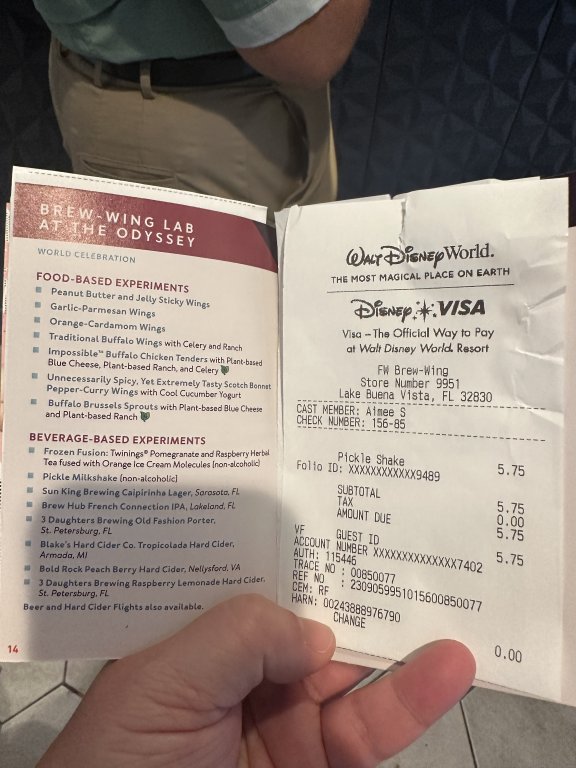 BREW-WING LAB
AT THE ODYSSEY
WORLD CELEBRATION
FOOD-BASED EXPERIMENTS
Peanut Butter and Jelly Sticky Wings
Garlic-Parmesan Wings
Orange-Cardamom Wings
Traditional Buffalo Wings with Celery and Ranch
Impossible™ Buffalo Chicken Tenders with Plant-based
Blue Cheese, Plant-based Ranch, and Celery
Unnecessarily Spicy, Yet Extremely Tasty Scotch Bonnet
Pepper-Curry Wings with Cool Cucumber Yogurt
Buffalo Brussels Sprouts with Plant-based Blue Cheese
and Plant-based Ranch
BEVERAGE-BASED EXPERIMENTS
Frozen Fusion: Twinings® Pomegranate and Raspberry Herbal
Tea fused with Orange Ice Cream Molecules (non-alcoholic)
Pickle Milkshake (non-alcoholic)
Sun King Brewing Caipirinha Lager, Sarasota, FL
Brew Hub French Connection IPA, Lakeland, FL
3 Daughters Brewing Old Fashion Porter,
St. Petersburg, FL
Blake's Hard Cider Co. Tropicolada Hard Cider,
Armada, MI
Bold Rock Peach Berry Hard Cider, Nellysford, VA
3 Daughters Brewing Raspberry Lemonade Hard Cider,
St. Petersburg, FL
Beer and Hard Cider Flights also available.
14
WALT DISNEY World.
THE MOST MAGICAL PLACE ON EARTH
DISNEY VISA
Visa – The Official Way to Pay
at Walt Disney World Resort
FW Brew-Wing
Store Number 9951
Lake Buena Vista, FL 32830
CAST MEMBER: Aimee S
CHECK NUMBER: 156-85
Pickle Shake 5.75
Folio ID: XXXXXXXXXXXX9489
SUBTOTAL 5.75
TAX 0.00
AMOUNT DUE 5.75
VF GUEST ID 5.75
ACCOUNT NUMBER XXXXXXXXXXXXXXX7402
AUTH: 115446
TRACE NO : 00850077
REF NO : 2309059951015600850077
CEM: RF
HARN: 00243888976790
CHANGE 0.00